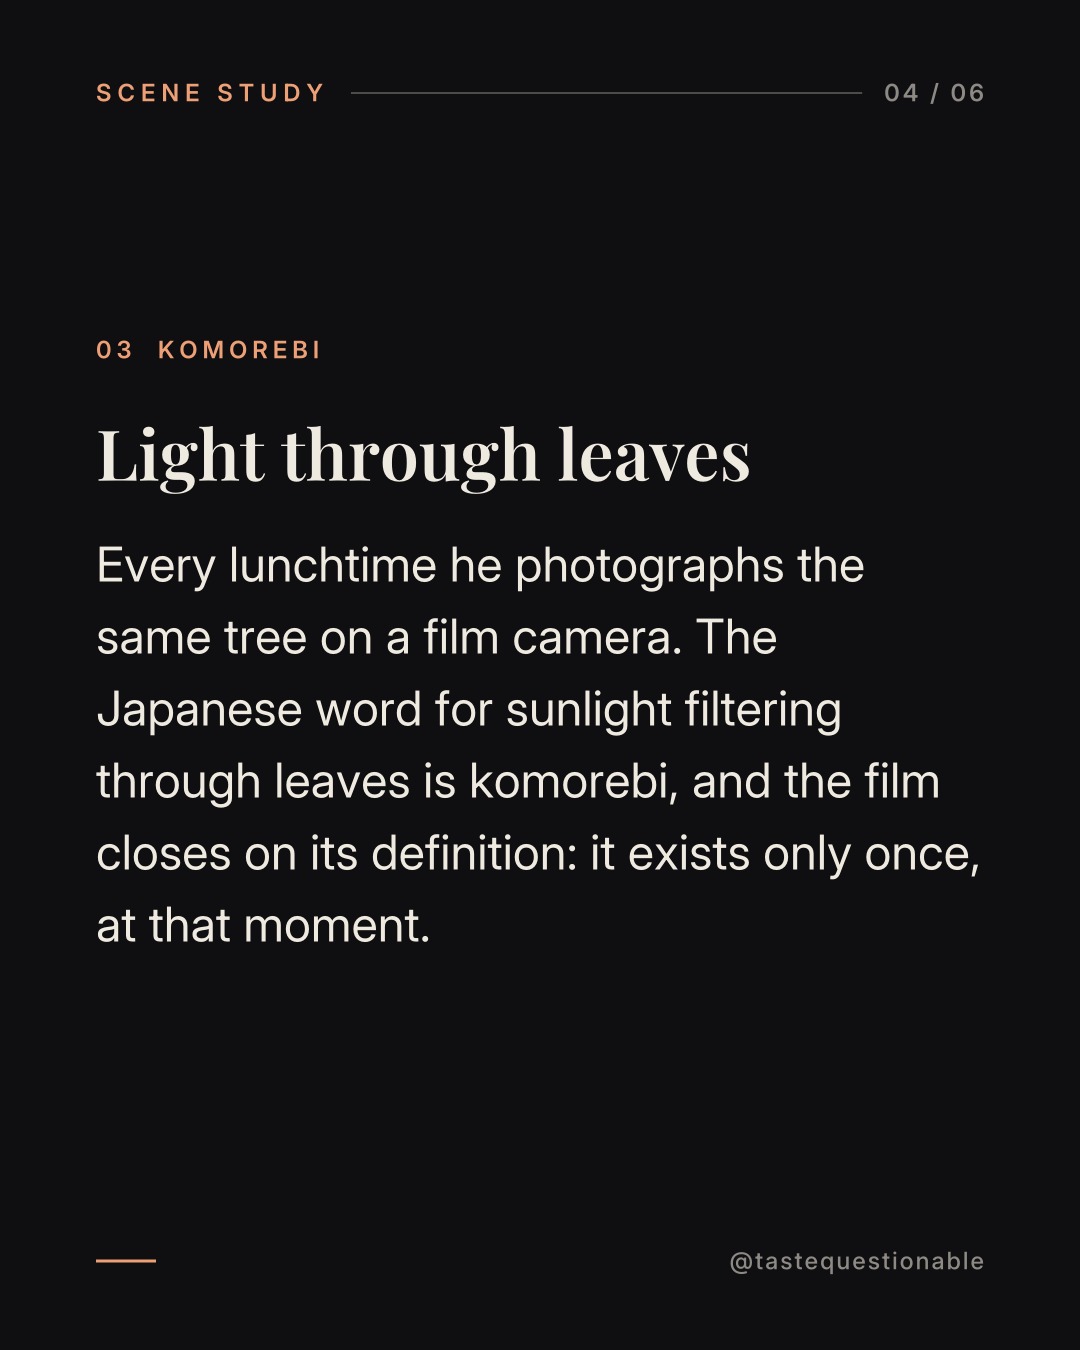 SCENE STUDY 04 / 06
03 KOMOREBI
Light through leaves
Every lunchtime he photographs the
same tree on a film camera. The
Japanese word for sunlight filtering
through leaves is komorebi, and the film
closes on its definition: it exists only once,
at that moment.
@tastequestionable